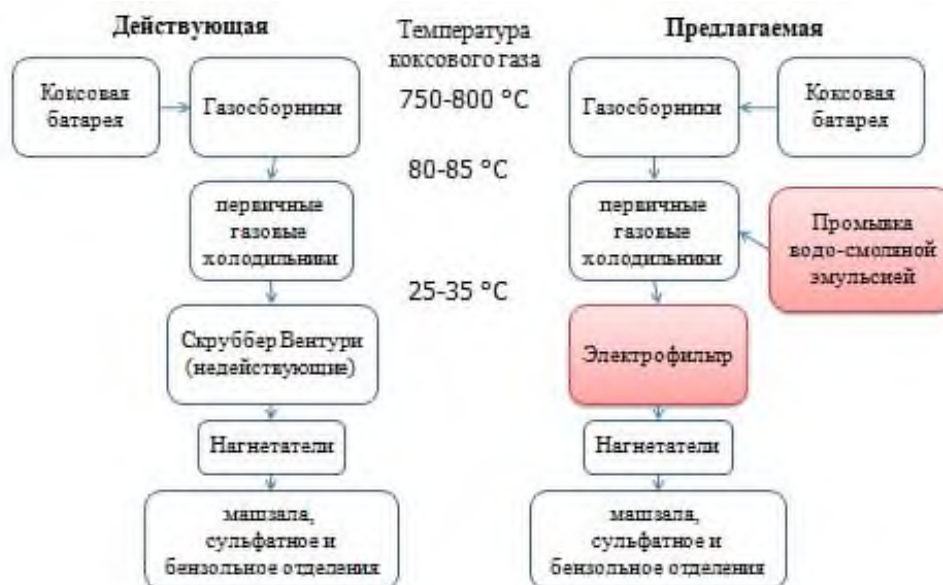 Действующая
Температура
коксового газа
Предлагаемая
Коксовая
батарея
Газосборники
750-800 °C
Газосборники
Коксовая
батарея
80-85 °C
первичные
газовые
холодильники
первичные
газовые
холодильники
Промывка
водо-смоляной
эмульсией
25-35 °C
Скруббер Вентури
(недействующие)
Электрофильтр
Нагнетатели
Нагнетатели
машзала,
сульфатное и
бензольное отделения
машзала,
сульфатное и
бензольное отделения